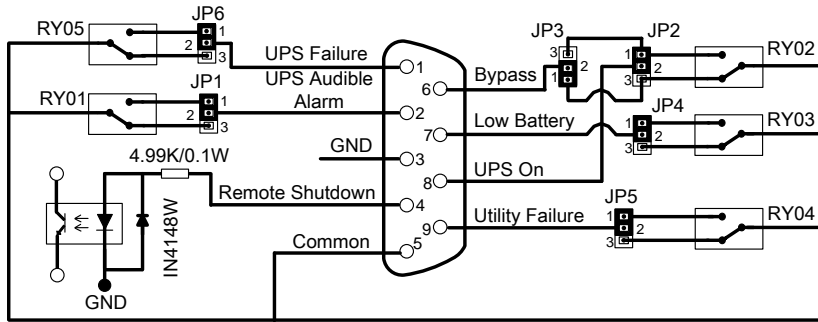 RY05
JP6
1
2
3
UPS Failure
RY01
JP1
1
2
3
UPS Audible
Alarm
GND
4.99K/0.1W
Remote Shutdown
IN4148W
GND
Common
1
2
3
4
5
6
7
8
9
Bypass
Low Battery
UPS On
Utility Failure
JP3
3
2
1
JP2
1
2
3
RY02
JP4
1
2
3
RY03
JP5
1
2
3
RY04